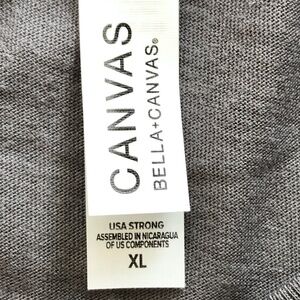 CANVAS
BELLA+CANVAS®
USA STRONG
ASSEMBLED IN NICARAGUA
OF US COMPONENTS
XL